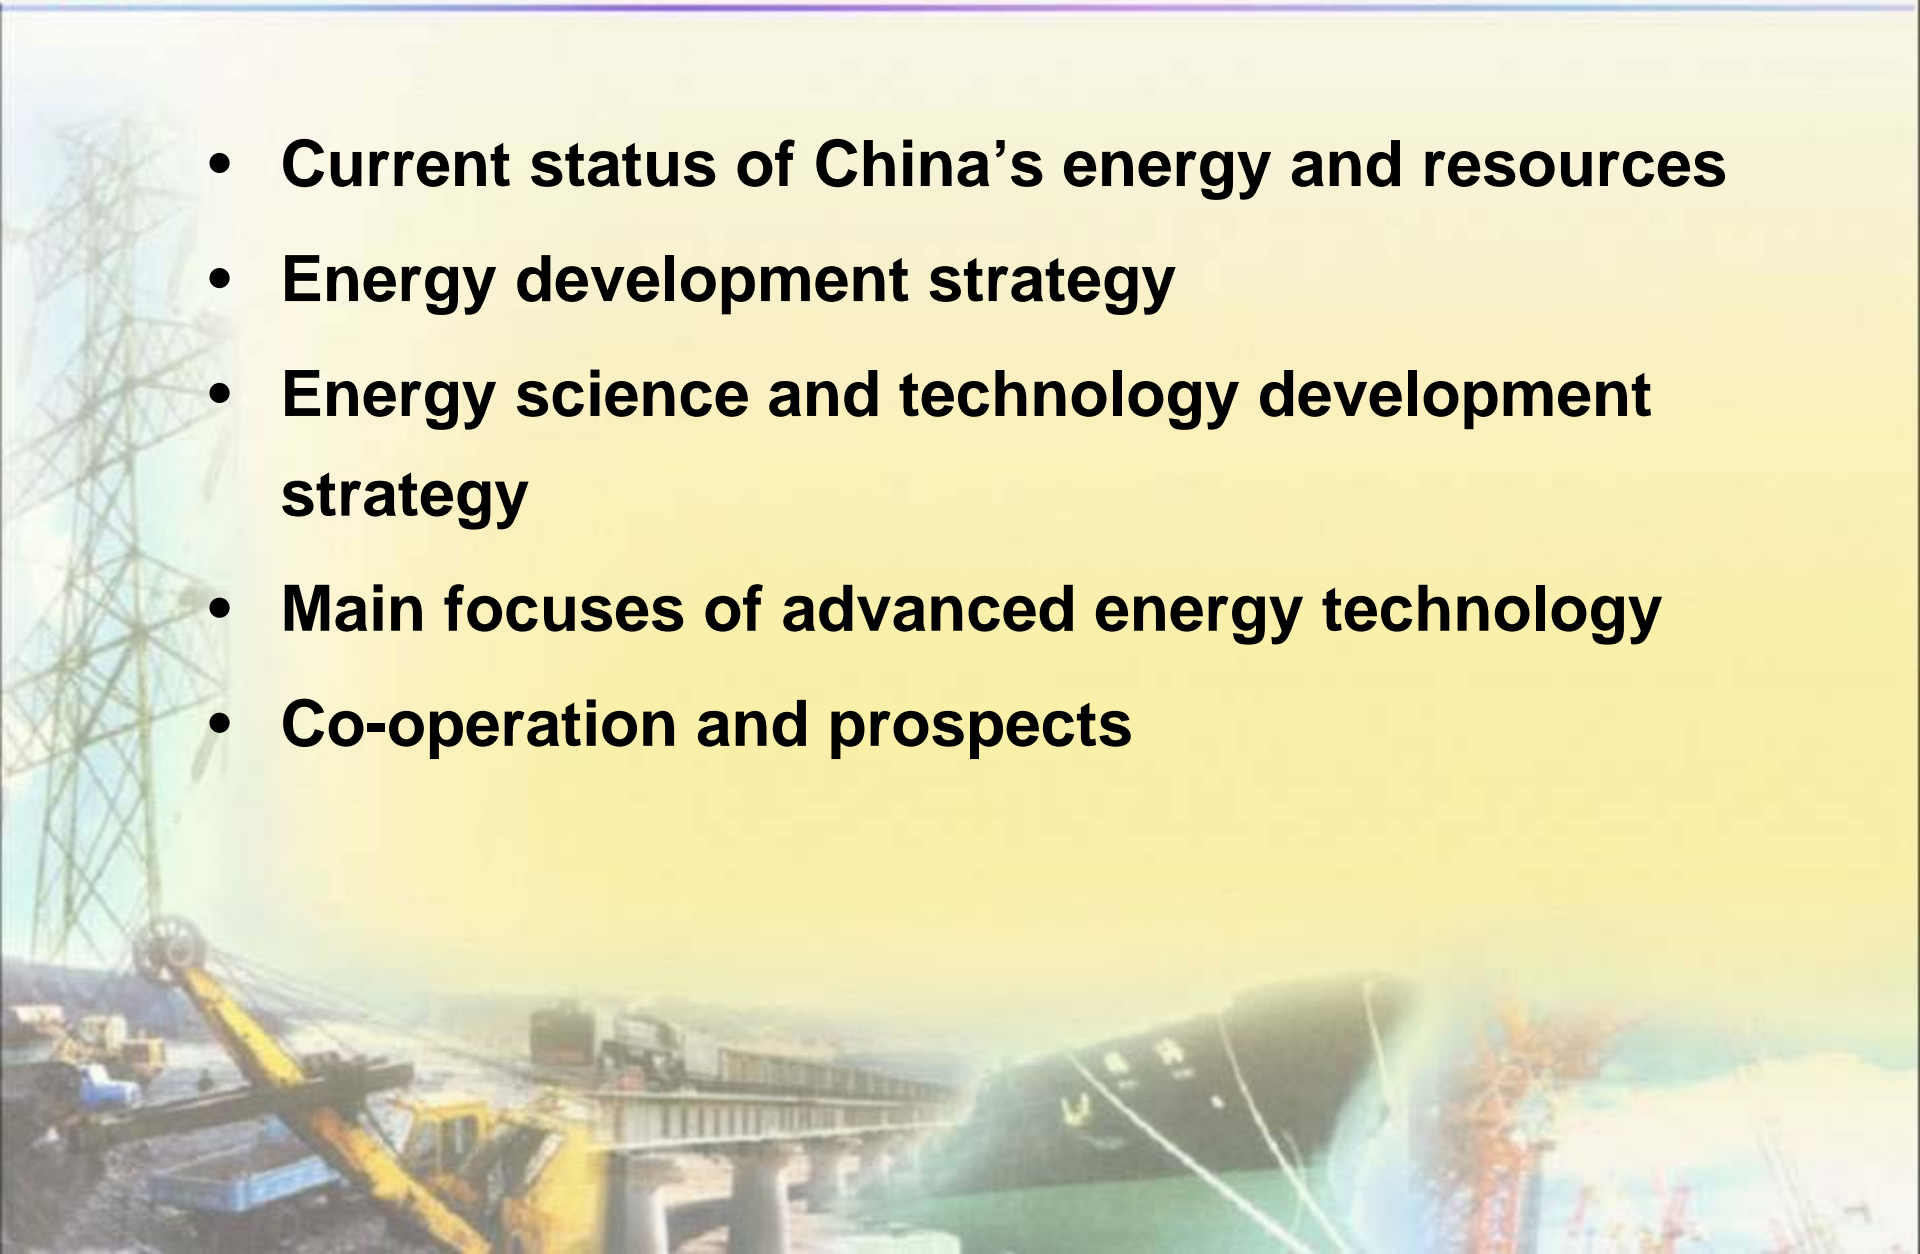 • Current status of China’s energy and resources
• Energy development strategy
• Energy science and technology development
strategy
• Main focuses of advanced energy technology
• Co-operation and prospects